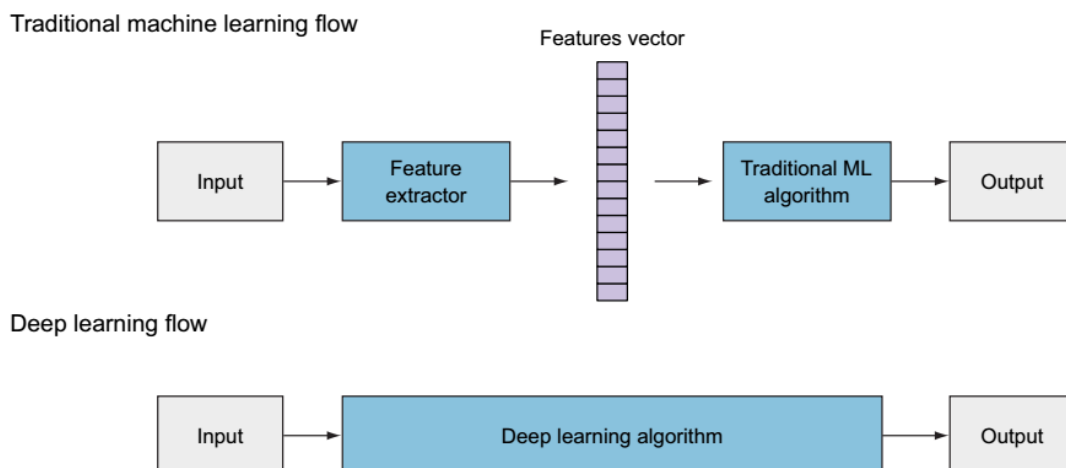 Traditional machine learning flow
Features vector
Input
Feature
extractor
Traditional ML
algorithm
Output
Deep learning flow
Input
Deep learning algorithm
Output